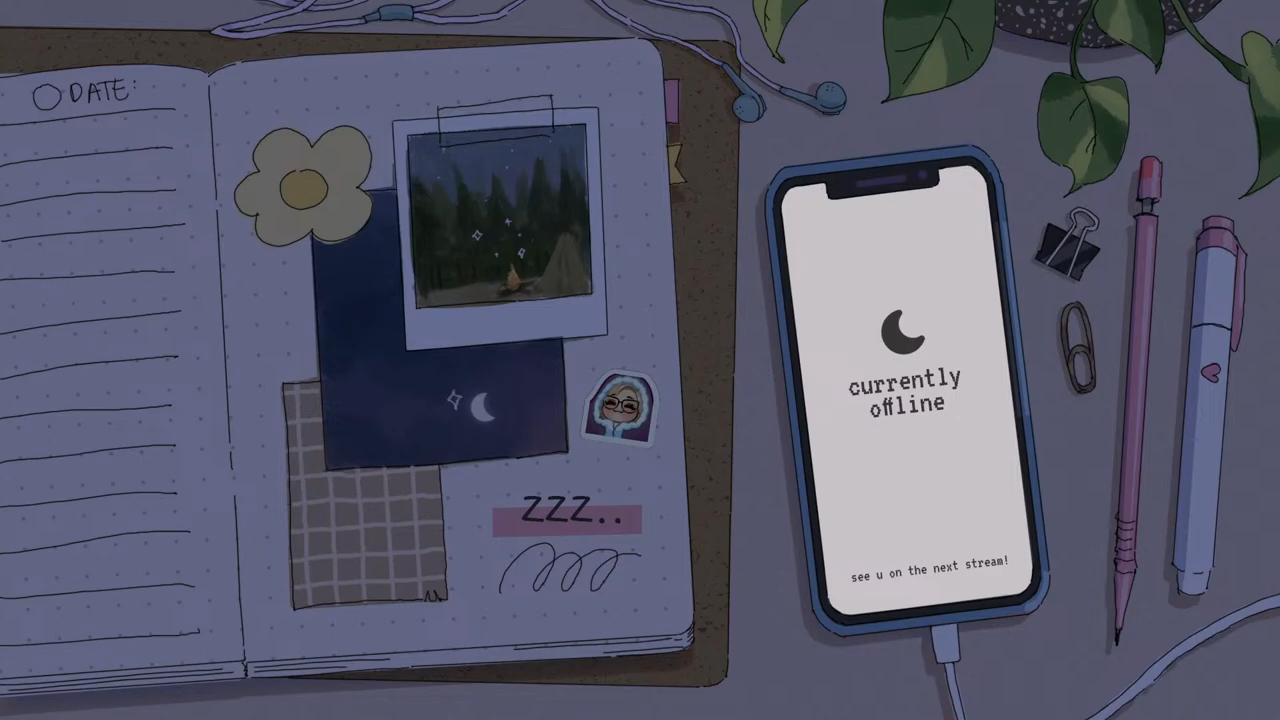 DATE:
zzz..
currently
offline
see u on the next stream!